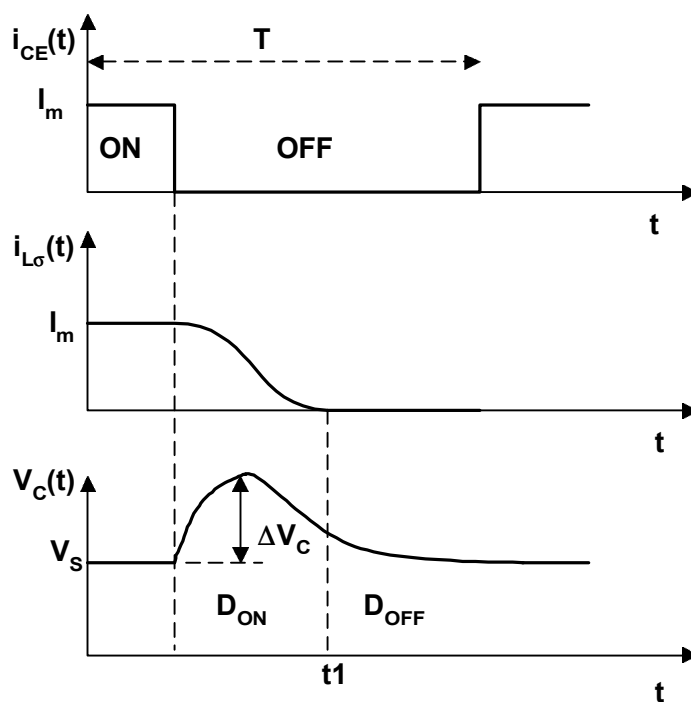 i_CE(t)
T
I_m
ON
OFF
t
i_Lσ(t)
I_m
t
V_C(t)
V_S
ΔV_C
D_ON
D_OFF
t1
t